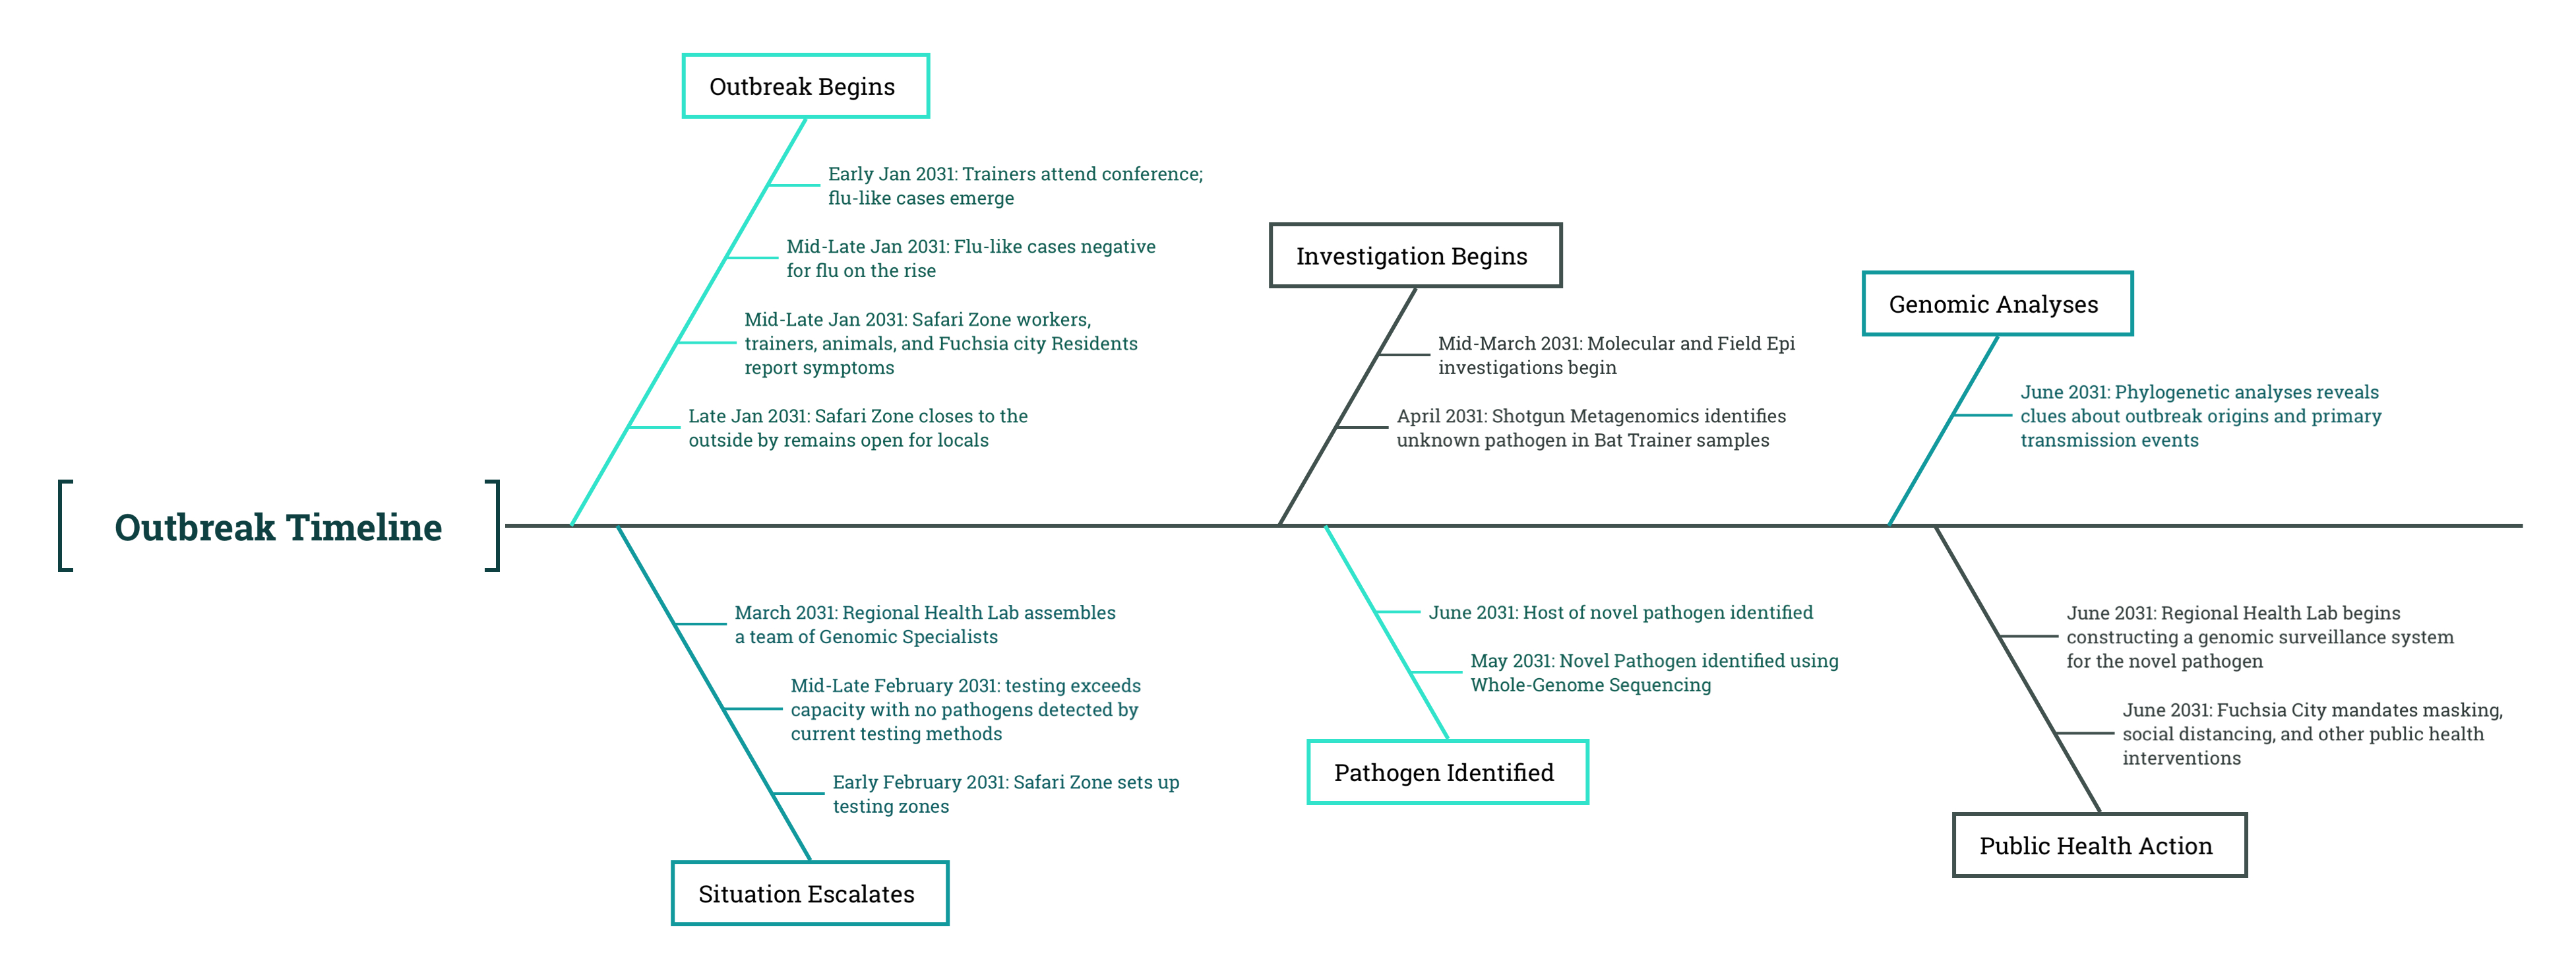 Outbreak Begins
Early Jan 2031: Trainers attend conference;
flu-like cases emerge
Mid-Late Jan 2031: Flu-like cases negative
for flu on the rise
Mid-Late Jan 2031: Safari Zone workers,
trainers, animals, and Fuchsia city Residents
report symptoms
Late Jan 2031: Safari Zone closes to the
outside by remains open for locals
Investigation Begins
Mid-March 2031: Molecular and Field Epi
investigations begin
April 2031: Shotgun Metagenomics identifies
unknown pathogen in Bat Trainer samples
Genomic Analyses
June 2031: Phylogenetic analyses reveals
clues about outbreak origins and primary
transmission events
Outbreak Timeline
March 2031: Regional Health Lab assembles
a team of Genomic Specialists
Mid-Late February 2031: testing exceeds
capacity with no pathogens detected by
current testing methods
Early February 2031: Safari Zone sets up
testing zones
Situation Escalates
June 2031: Host of novel pathogen identified
May 2031: Novel Pathogen identified using
Whole-Genome Sequencing
Pathogen Identified
June 2031: Regional Health Lab begins
constructing a genomic surveillance system
for the novel pathogen
June 2031: Fuchsia City mandates masking,
social distancing, and other public health
interventions
Public Health Action